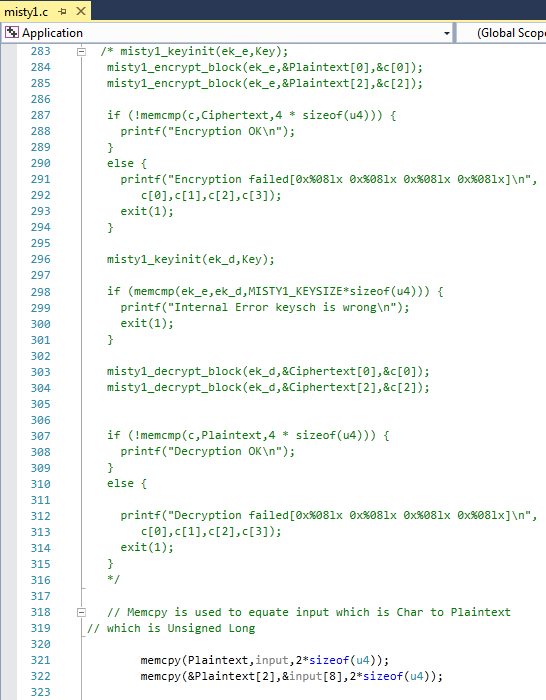 misty1.c
Application
(Global Scope
283 /* misty1_keyinit(ek_e,Key);
284 misty1_encrypt_block(ek_e,&Plaintext[0],&c[0]);
285 misty1_encrypt_block(ek_e,&Plaintext[2],&c[2]);
286
287 if (!memcmp(c,Ciphertext,4 * sizeof(u4))) {
288 printf("Encryption OK\n");
289 }
290 else {
291 printf("Encryption failed[0x%08lx 0x%08lx 0x%08lx 0x%08lx]\n",
292 c[0],c[1],c[2],c[3]);
293 exit(1);
294 }
295
296 misty1_keyinit(ek_d,Key);
297
298 if (memcmp(ek_e,ek_d,MISTY1_KEYSIZE*sizeof(u4))) {
299 printf("Internal Error keysch is wrong\n");
300 exit(1);
301 }
302
303 misty1_decrypt_block(ek_d,&Ciphertext[0],&c[0]);
304 misty1_decrypt_block(ek_d,&Ciphertext[2],&c[2]);
305
306
307 if (!memcmp(c,Plaintext,4 * sizeof(u4))) {
308 printf("Decryption OK\n");
309 }
310 else {
311
312 printf("Decryption failed[0x%08lx 0x%08lx 0x%08lx 0x%08lx]\n",
313 c[0],c[1],c[2],c[3]);
314 exit(1);
315 }
316 */
317
318 // Memcpy is used to equate input which is Char to Plaintext
319 // which is Unsigned Long
320
321 memcpy(Plaintext,input,2*sizeof(u4));
322 memcpy(&Plaintext[2],&input[8],2*sizeof(u4));
323